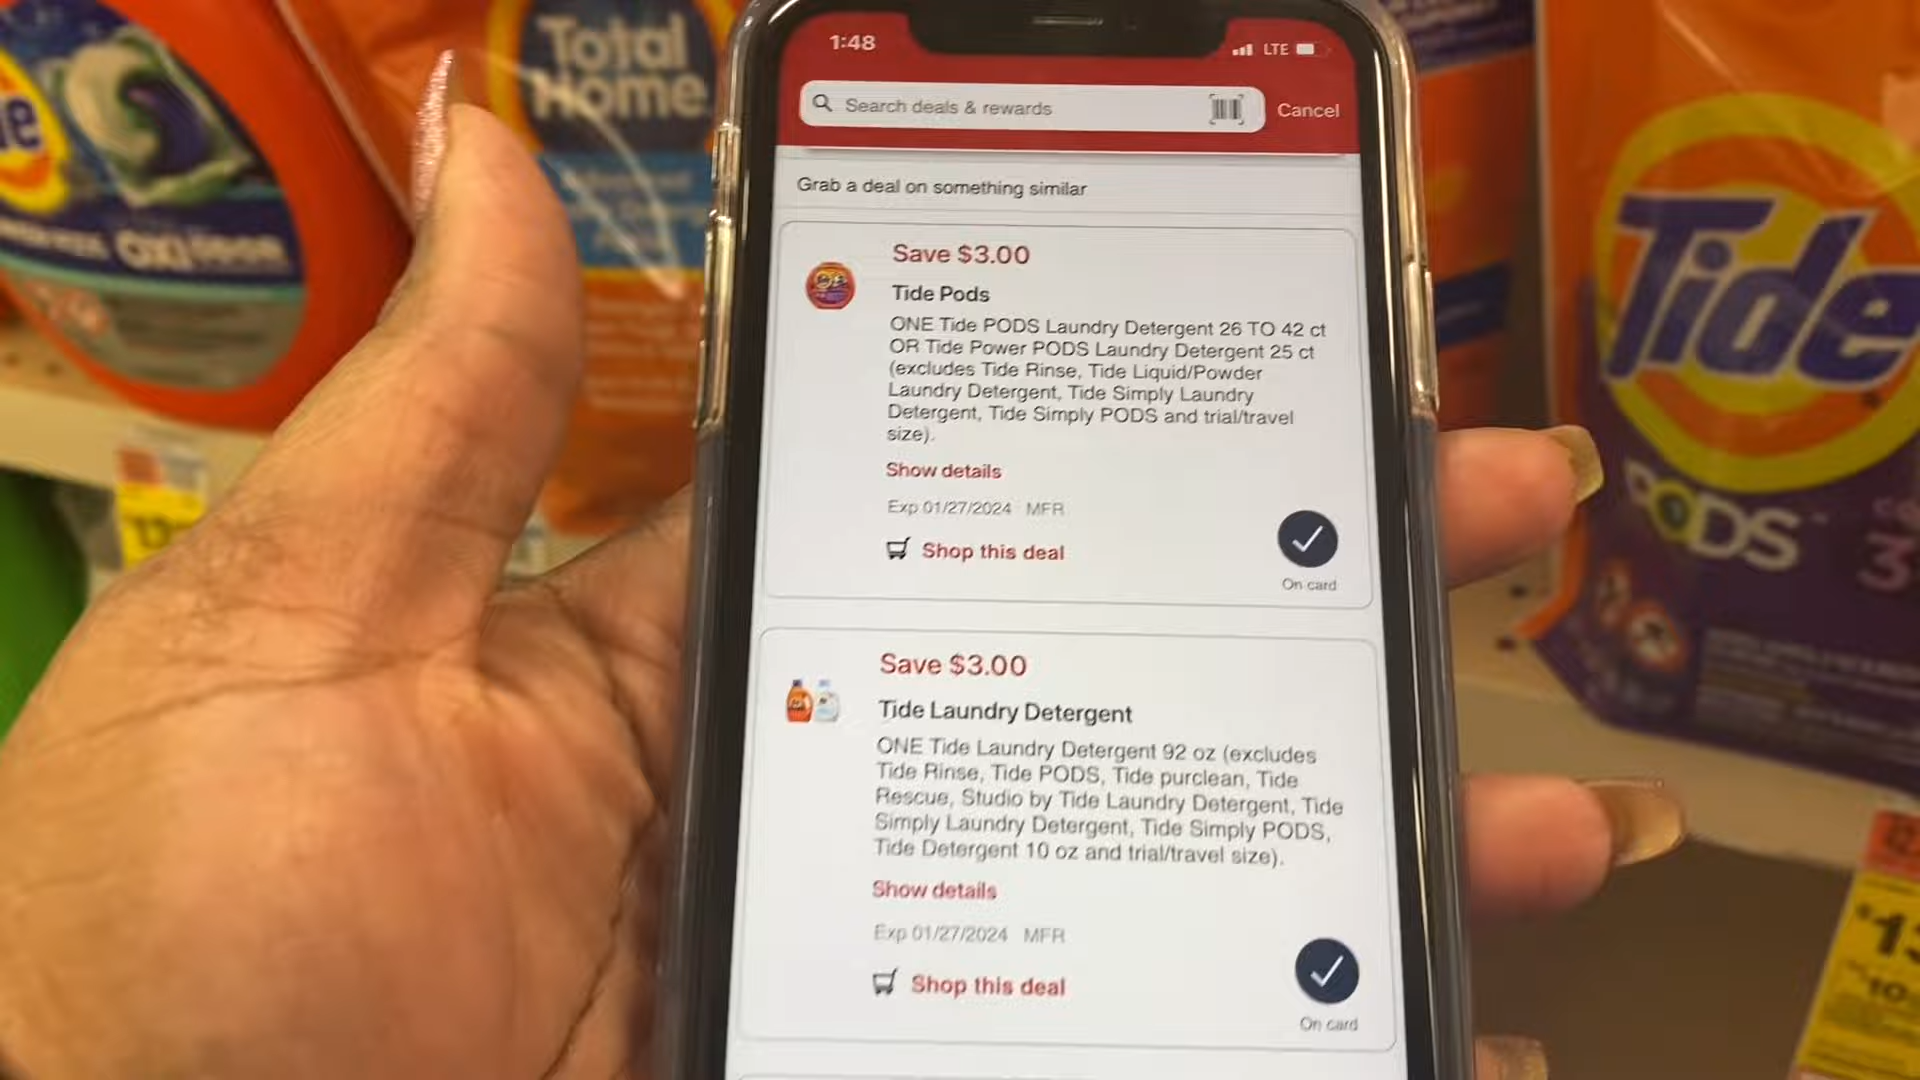 Total
Home
OXI
1:48
LTE
Search deals & rewards
Cancel
Grab a deal on something similar
Save $3.00
Tide Pods
ONE Tide PODS Laundry Detergent 26 TO 42 ct
OR Tide Power PODS Laundry Detergent 25 ct
(excludes Tide Rinse, Tide Liquid/Powder
Laundry Detergent, Tide Simply Laundry
Detergent, Tide Simply PODS and trial/travel
size).
Show details
Exp 01/27/2024 MFR
Shop this deal
On card
Save $3.00
Tide Laundry Detergent
ONE Tide Laundry Detergent 92 oz (excludes
Tide Rinse, Tide PODS, Tide purclean, Tide
Rescue, Studio by Tide Laundry Detergent, Tide
Simply Laundry Detergent, Tide Simply PODS,
Tide Detergent 10 oz and trial/travel size).
Show details
Exp 01/27/2024 MFR
Shop this deal
On card
Tide
PODS